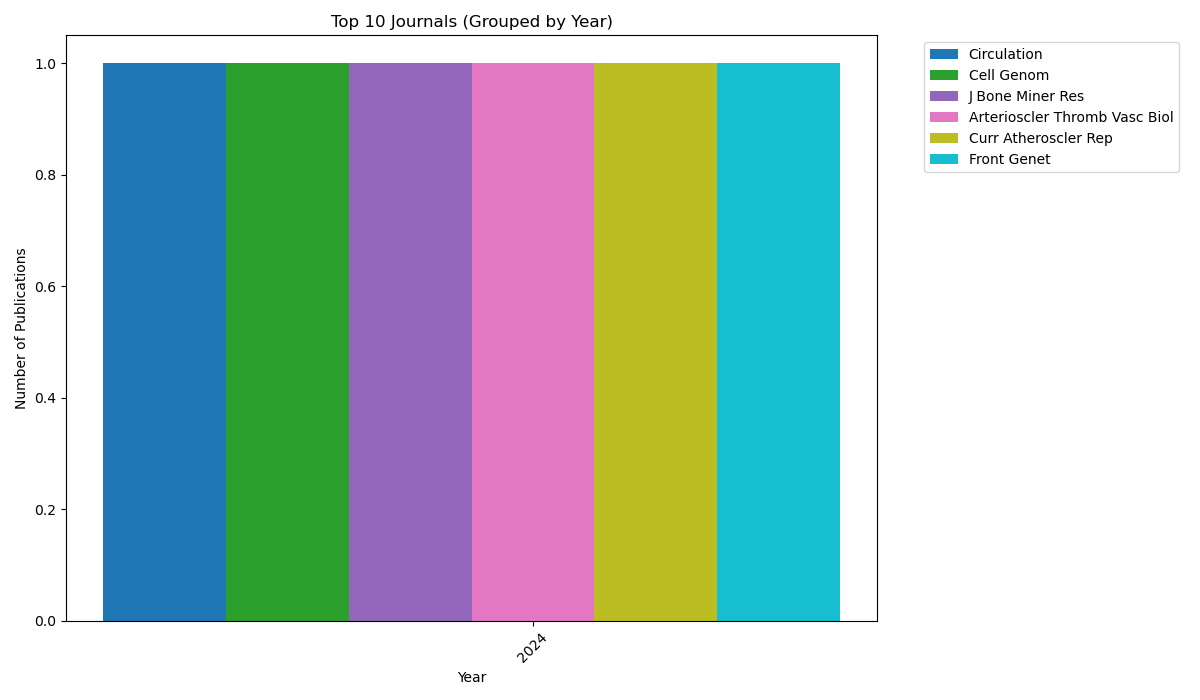 Top 10 Journals (Grouped by Year)
Number of Publications
1.0
0.8
0.6
0.4
0.2
0.0
2024
Year
Circulation
Cell Genom
J Bone Miner Res
Arterioscler Thromb Vasc Biol
Curr Atheroscler Rep
Front Genet